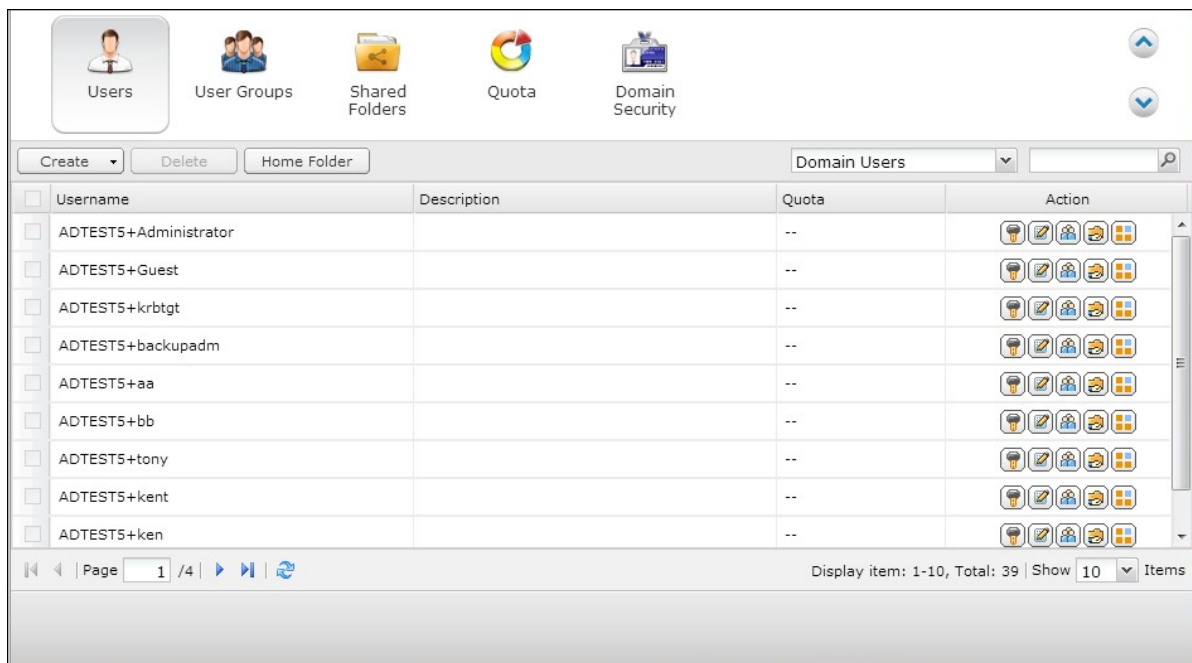 Users
User Groups
Shared
Folders
Quota
Domain
Security
Create
Delete
Home Folder
Domain Users
Username
Description
Quota
Action
ADTEST5+Administrator
--
ADTEST5+Guest
--
ADTEST5+krbtgt
--
ADTEST5+backupadm
--
ADTEST5+aa
--
ADTEST5+bb
--
ADTEST5+tony
--
ADTEST5+kent
--
ADTEST5+ken
--
Page 1 /4
Display item: 1-10, Total: 39 | Show 10 Items